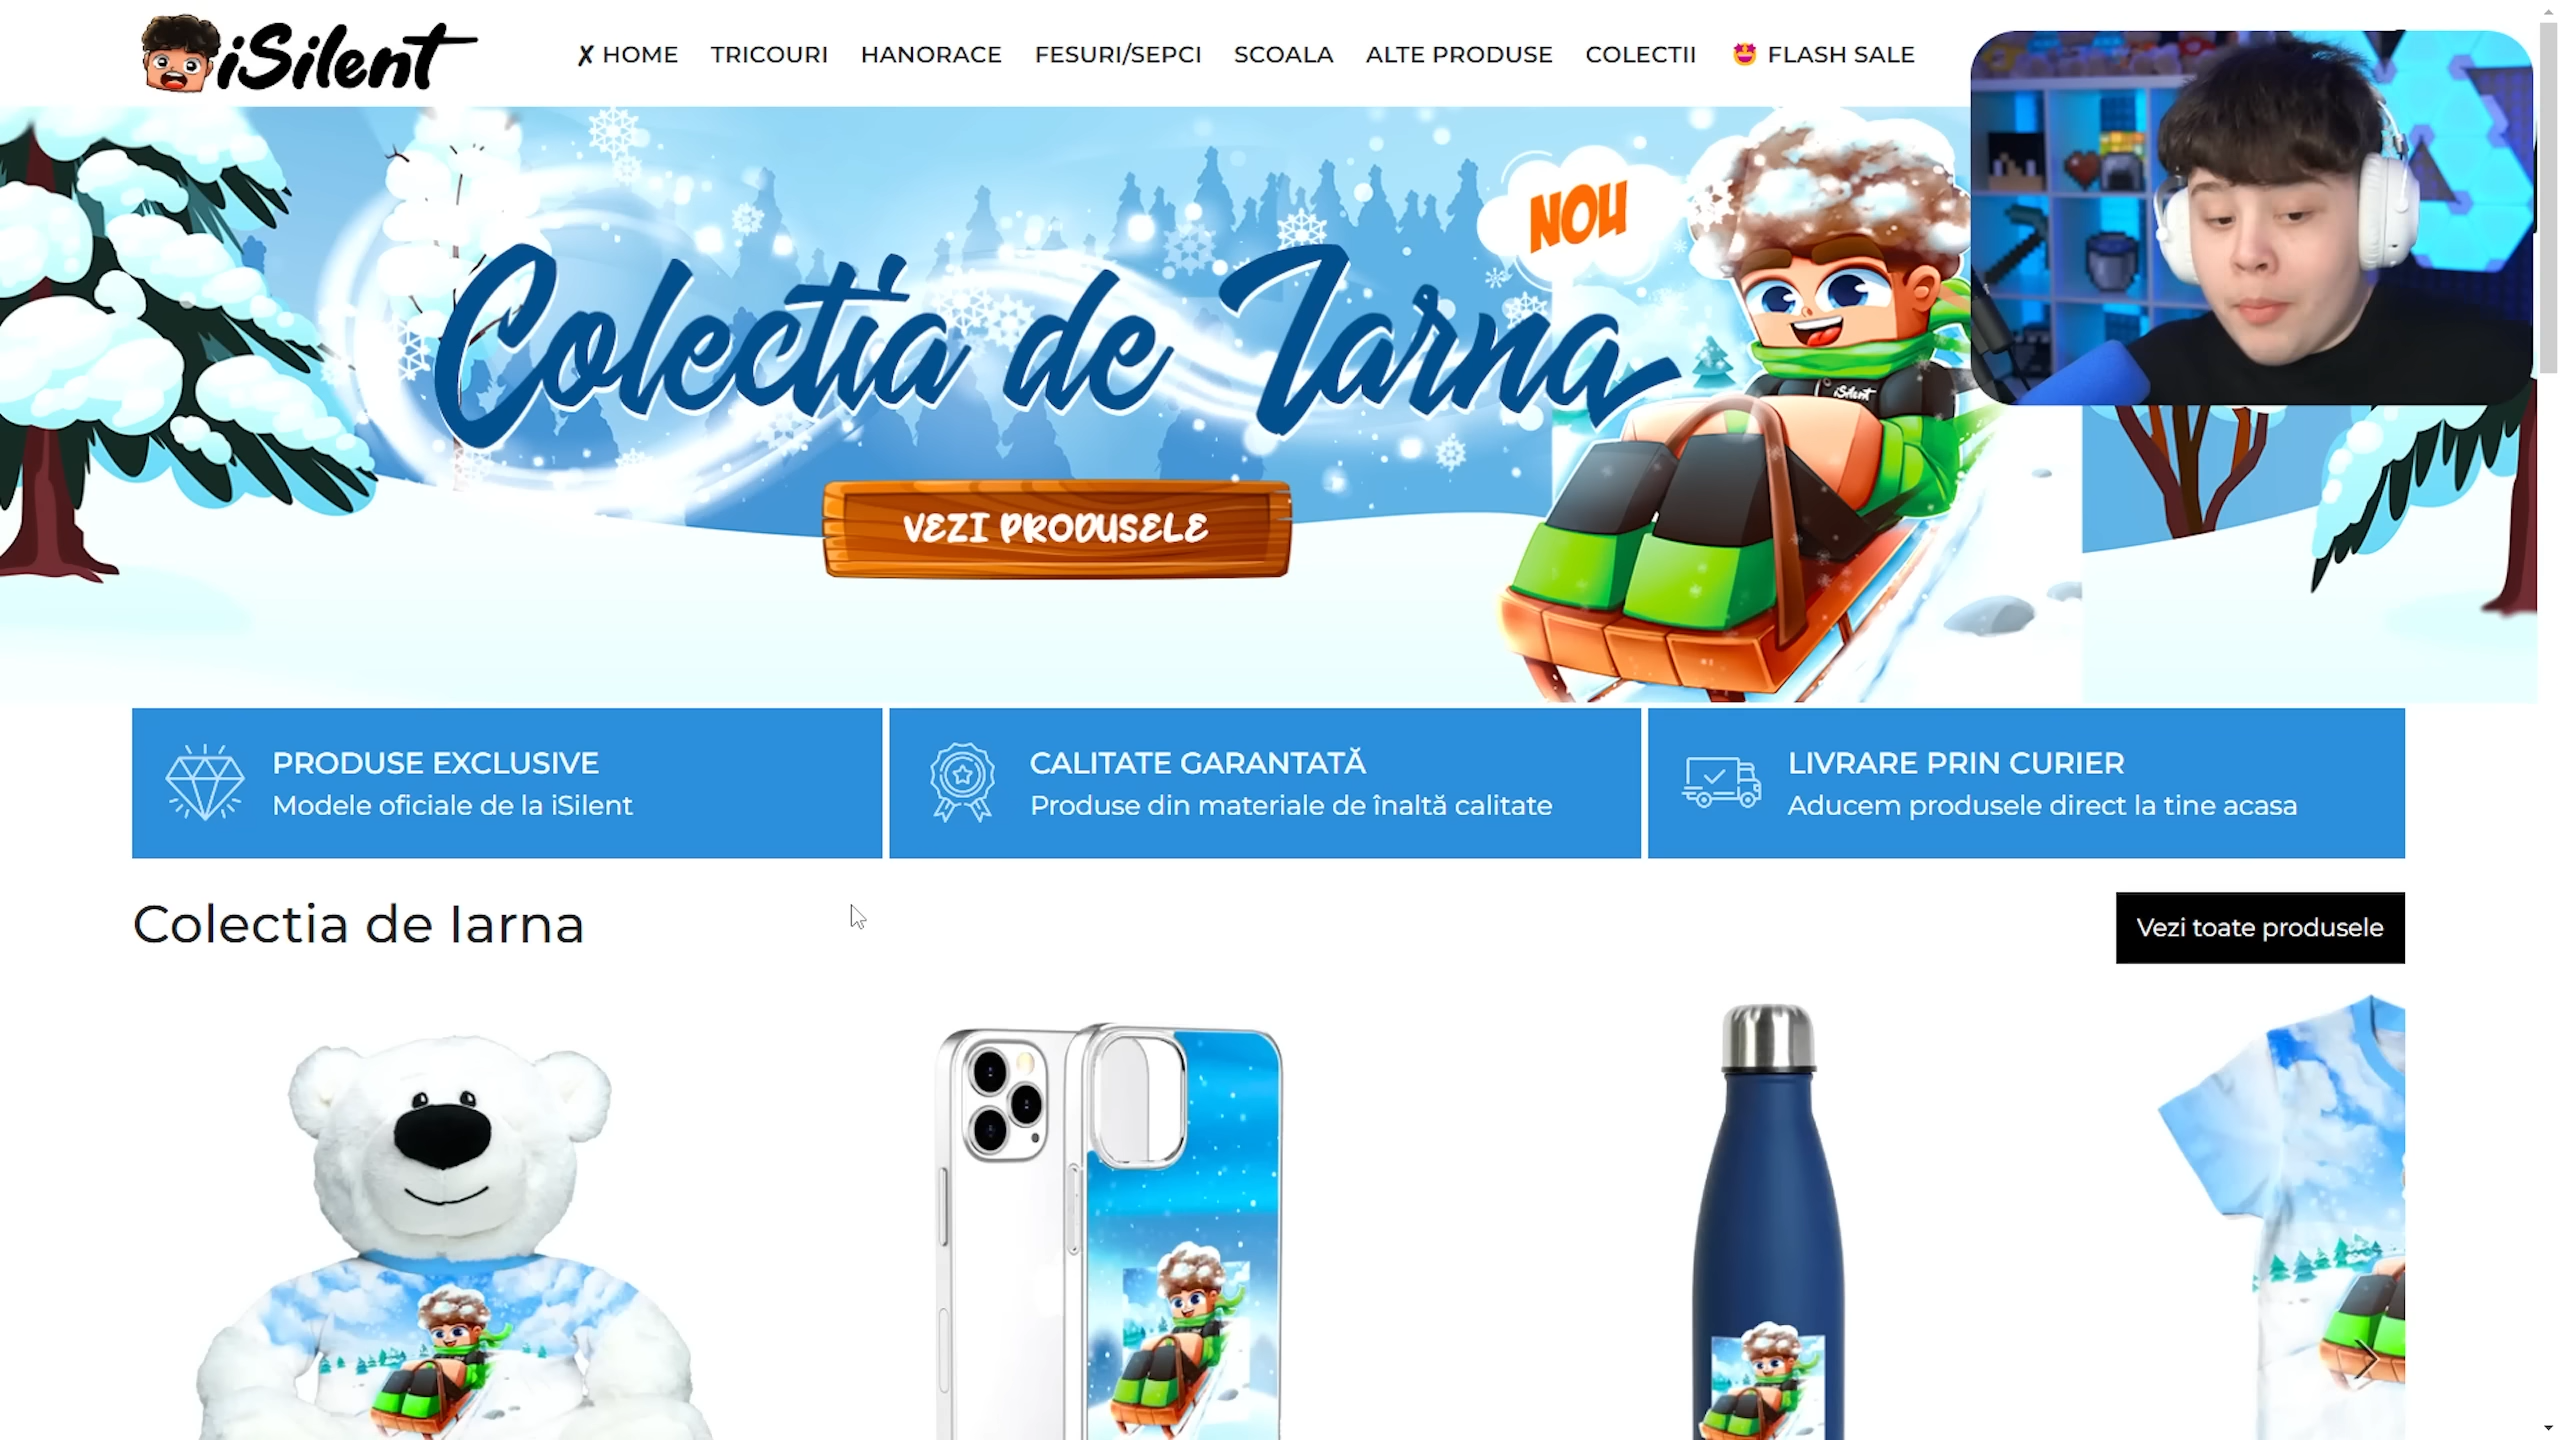 iSilent
✗ HOME
TRICOURI
HANORACE
FESURI/SEPCI
SCOALA
ALTE PRODUSE
COLECTII
FLASH SALE
NOU
Colectia de Iarna
iSilent
VEZI PRODUSELE
PRODUSE EXCLUSIVE
Modele oficiale de la iSilent
CALITATE GARANTATĂ
Produse din materiale de înaltă calitate
LIVRARE PRIN CURIER
Aducem produsele direct la tine acasa
Colectia de Iarna
Vezi toate produsele